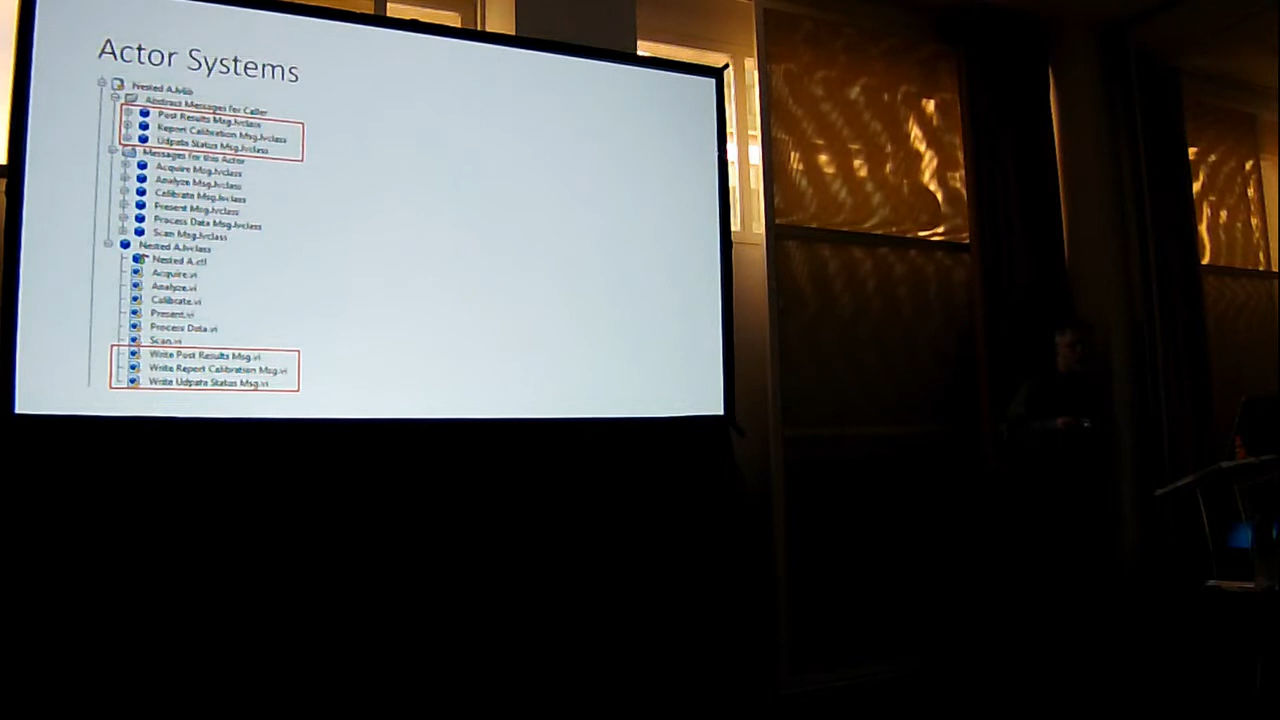 Actor Systems
Nested A.lvlib
Abstract Messages for Caller
Post Results Msg.lvclass
Report Calibration Msg.lvclass
Udpata Status Msg.lvclass
Messages for this Actor
Acquire Msg.lvclass
Analyze Msg.lvclass
Calibrate Msg.lvclass
Present Msg.lvclass
Process Data Msg.lvclass
Scan Msg.lvclass
Nested A.lvclass
Nested A.ctl
Acquire.vi
Analyze.vi
Calibrate.vi
Present.vi
Process Data.vi
Scan.vi
Write Post Results Msg.vi
Write Report Calibration Msg.vi
Write Udpata Status Msg.vi